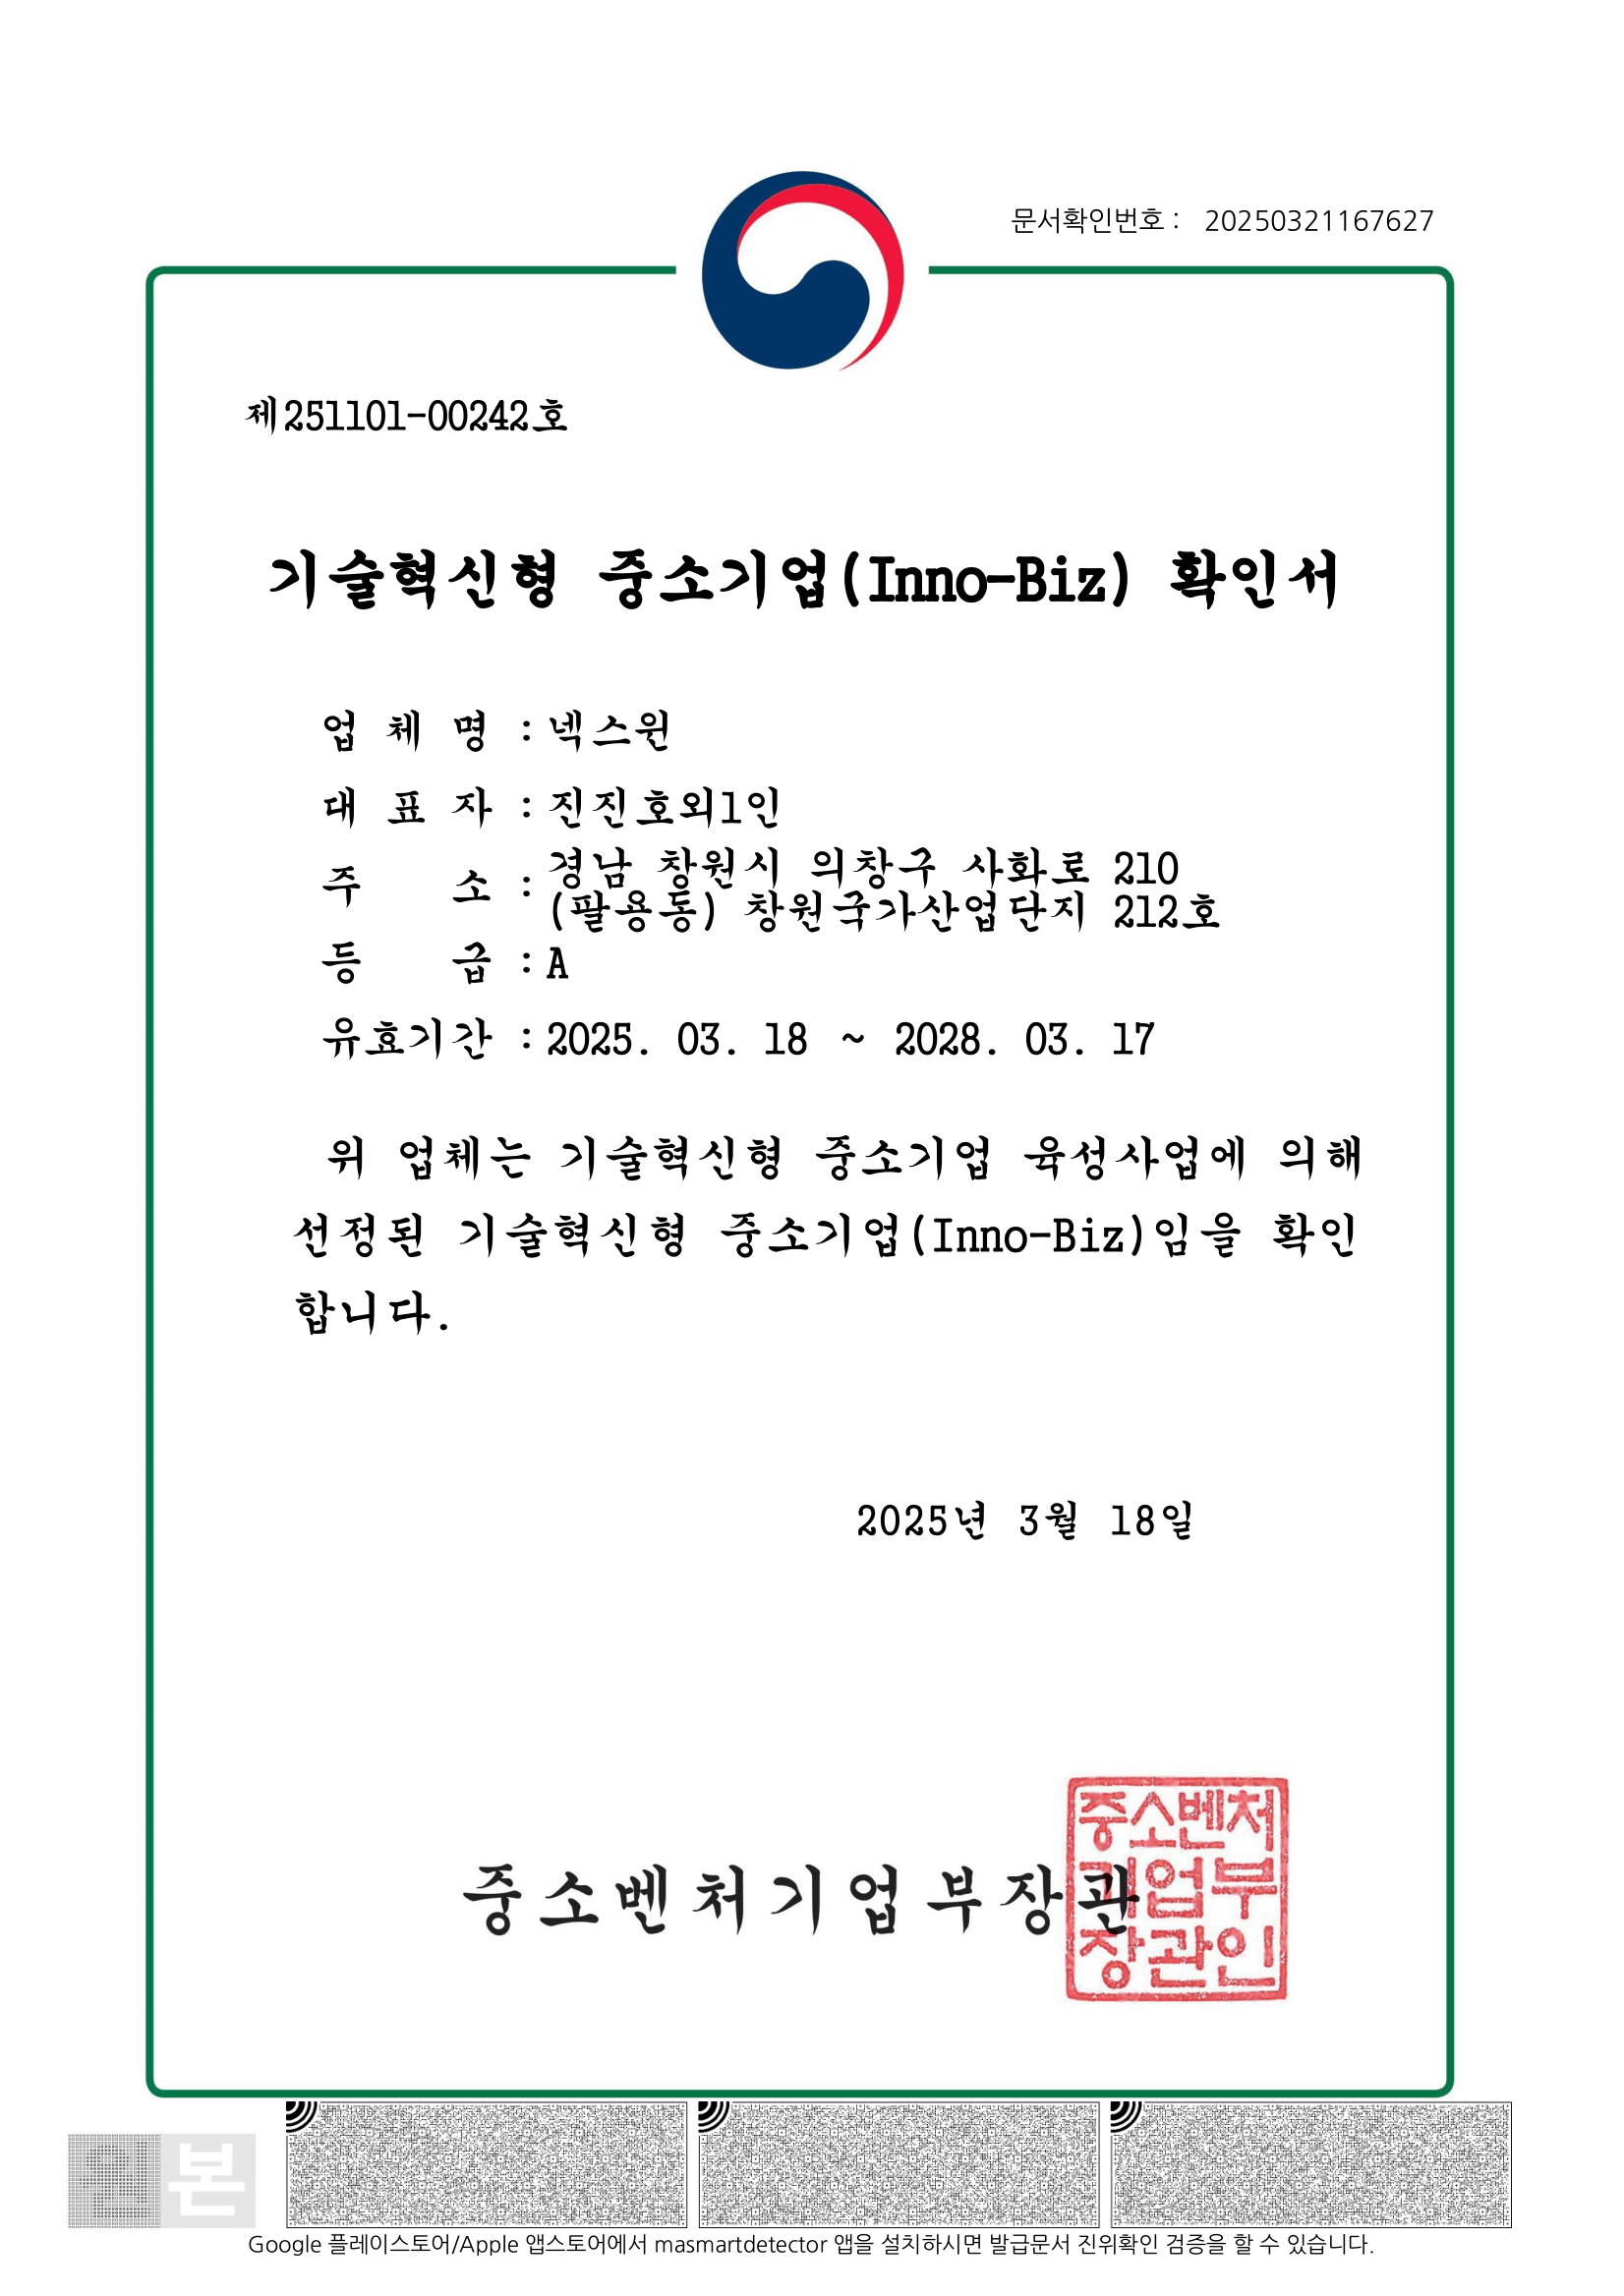 문서확인번호 : 20250321167627
제251101-00242호
기술혁신형 중소기업(Inno-Biz) 확인서
업 체 명 : 넥스윈
대 표 자 : 진진호외1인
주 소 : 경남 창원시 의창구 사화로 210
(팔용동) 창원국가산업단지 212호
등 급 : A
유효기간 : 2025. 03. 18 ~ 2028. 03. 17
위 업체는 기술혁신형 중소기업 육성사업에 의해
선정된 기술혁신형 중소기업(Inno-Biz)임을 확인
합니다.
2025년 3월 18일
중소벤처기업부장관
중소벤처
기업부
장관인
본
Google 플레이스토어/Apple 앱스토어에서 masmartdetector 앱을 설치하시면 발급문서 진위확인 검증을 할 수 있습니다.